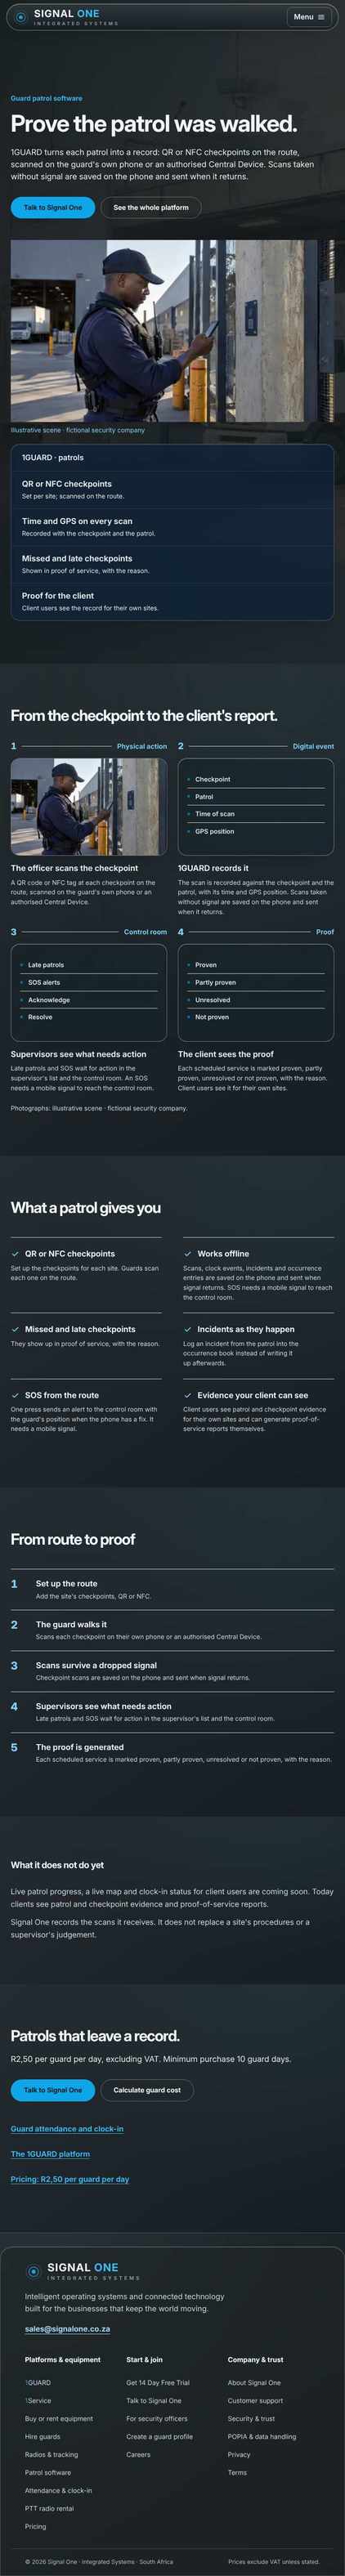 SIGNAL ONE
INTEGRATED SYSTEMS
Menu
Guard patrol software
Prove the patrol was walked.
1GUARD turns each patrol into a record: QR or NFC checkpoints on the route,
scanned on the guard's own phone or an authorised Central Device. Scans taken
without signal are saved on the phone and sent when it returns.
Talk to Signal One
See the whole platform
Illustrative scene · fictional security company
1GUARD · patrols
QR or NFC checkpoints
Set per site; scanned on the route.
Time and GPS on every scan
Recorded with the checkpoint and the patrol.
Missed and late checkpoints
Shown in proof of service, with the reason.
Proof for the client
Client users see the record for their own sites.
From the checkpoint to the client's report.
1
Physical action
The officer scans the checkpoint
A QR code or NFC tag at each checkpoint on the
route, scanned on the guard's own phone or an
authorised Central Device.
2
Digital event
Checkpoint
Patrol
Time of scan
GPS position
1GUARD records it
The scan is recorded against the checkpoint and the
patrol, with its time and GPS position. Scans taken
without signal are saved on the phone and sent
when it returns.
3
Control room
Late patrols
SOS alerts
Acknowledge
Resolve
Supervisors see what needs action
Late patrols and SOS wait for action in the
supervisor's list and the control room. An SOS
needs a mobile signal to reach the control room.
4
Proof
Proven
Partly proven
Unresolved
Not proven
The client sees the proof
Each scheduled service is marked proven, partly
proven, unresolved or not proven, with the reason.
Client users see it for their own sites.
Photographs: illustrative scene · fictional security company.
What a patrol gives you
QR or NFC checkpoints
Set up the checkpoints for each site. Guards scan
each one on the route.
Works offline
Scans, clock events, incidents and occurrence
entries are saved on the phone and sent when
signal returns. SOS needs a mobile signal to reach
the control room.
Missed and late checkpoints
They show up in proof of service, with the reason.
Incidents as they happen
Log an incident from the patrol into the
occurrence book instead of writing it
up afterwards.
SOS from the route
One press sends an alert to the control room with
the guard's position when the phone has a fix. It
needs a mobile signal.
Evidence your client can see
Client users see patrol and checkpoint evidence
for their own sites and can generate proof-of-
service reports themselves.
From route to proof
1
Set up the route
Add the site's checkpoints, QR or NFC.
2
The guard walks it
Scans each checkpoint on their own phone or an authorised Central Device.
3
Scans survive a dropped signal
Checkpoint scans are saved on the phone and sent when signal returns.
4
Supervisors see what needs action
Late patrols and SOS wait for action in the supervisor's list and the control room.
5
The proof is generated
Each scheduled service is marked proven, partly proven, unresolved or not proven, with the reason.
What it does not do yet
Live patrol progress, a live map and clock-in status for client users are coming soon. Today
clients see patrol and checkpoint evidence and proof-of-service reports.
Signal One records the scans it receives. It does not replace a site's procedures or a
supervisor's judgement.
Patrols that leave a record.
R2,50 per guard per day, excluding VAT. Minimum purchase 10 guard days.
Talk to Signal One
Calculate guard cost
Guard attendance and clock-in
The 1GUARD platform
Pricing: R2,50 per guard per day
SIGNAL ONE
INTEGRATED SYSTEMS
Intelligent operating systems and connected technology
built for the businesses that keep the world moving.
sales@signalone.co.za
Platforms & equipment
1GUARD
1Service
Buy or rent equipment
Hire guards
Radios & tracking
Patrol software
Attendance & clock-in
PTT radio rental
Pricing
Start & join
Get 14 Day Free Trial
Talk to Signal One
For security officers
Create a guard profile
Careers
Company & trust
About Signal One
Customer support
Security & trust
POPIA & data handling
Privacy
Terms
© 2026 Signal One · Integrated Systems · South Africa
Prices exclude VAT unless stated.